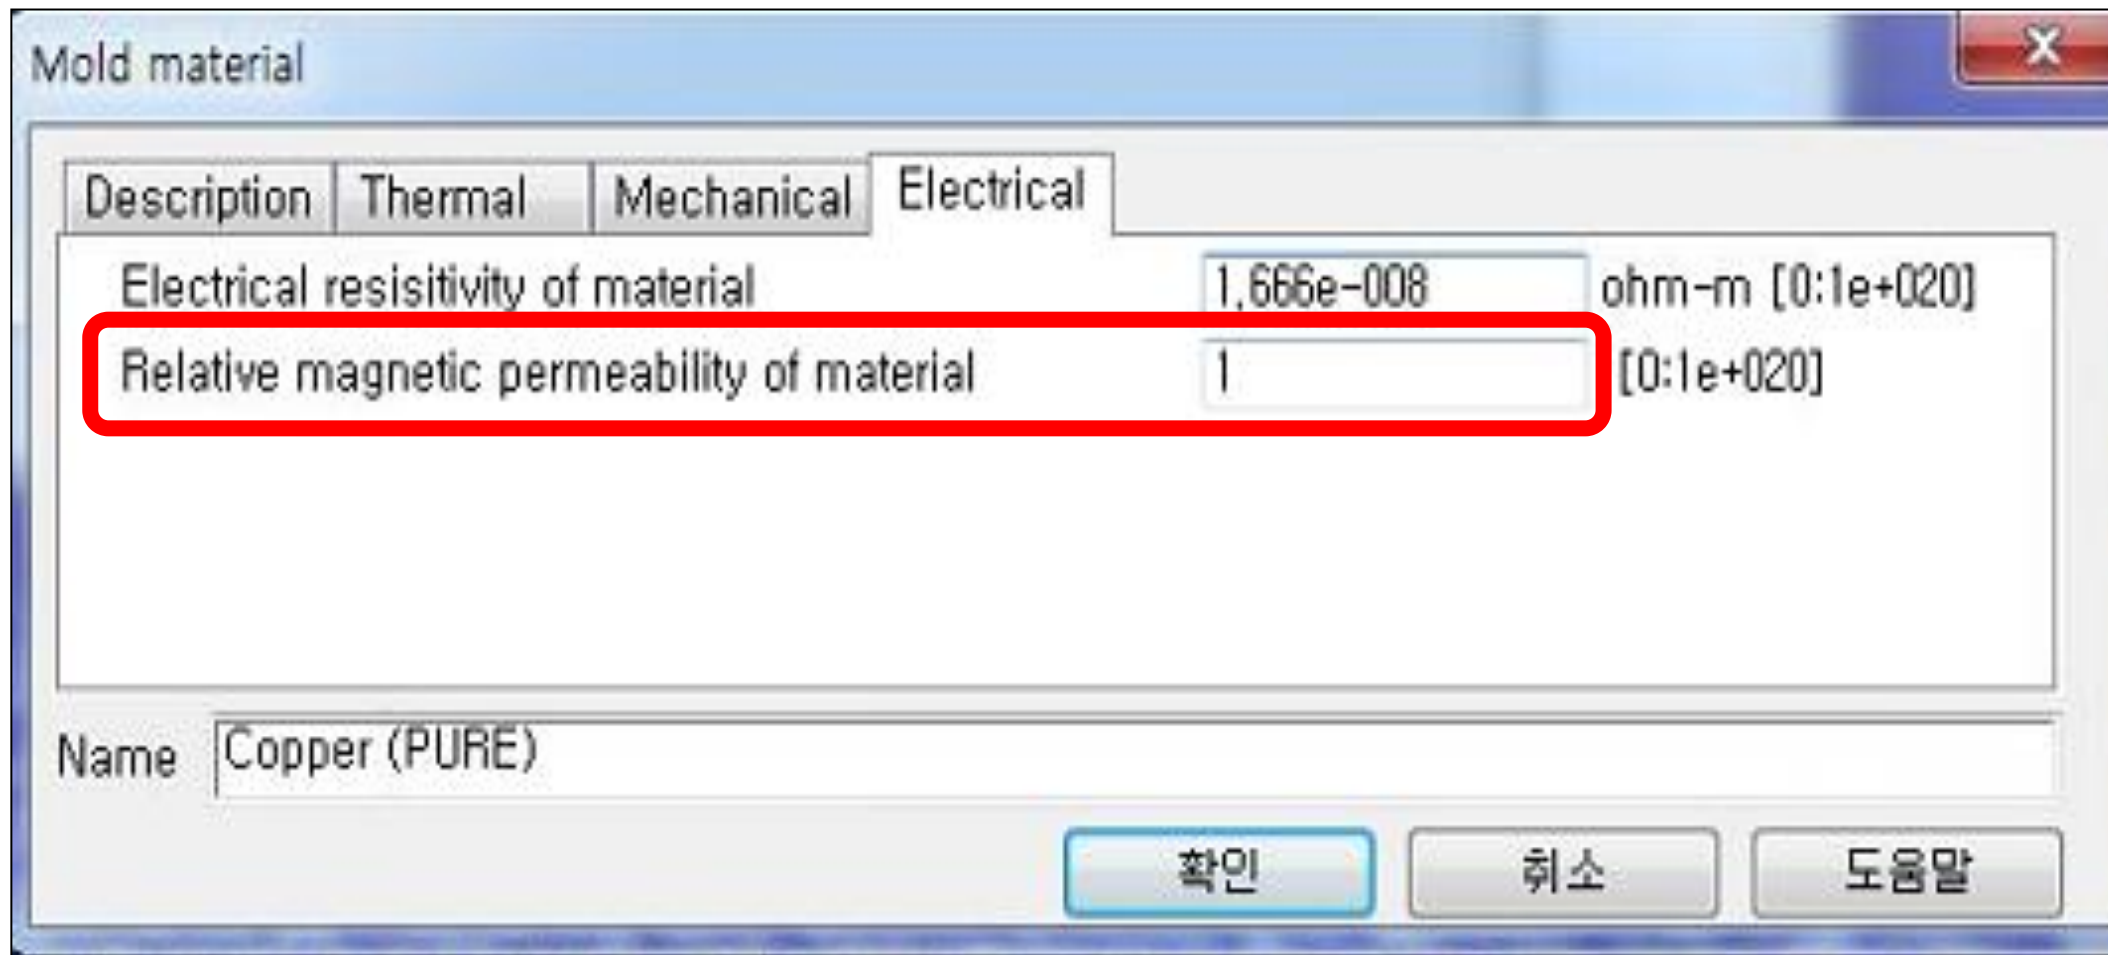 Mold material
Description Thermal Mechanical Electrical
Electrical resisitivity of material 1,666e-008 ohm-m [0:1e+020]
Relative magnetic permeability of material 1 [0:1e+020]
Name Copper (PURE)
확인 취소 도움말